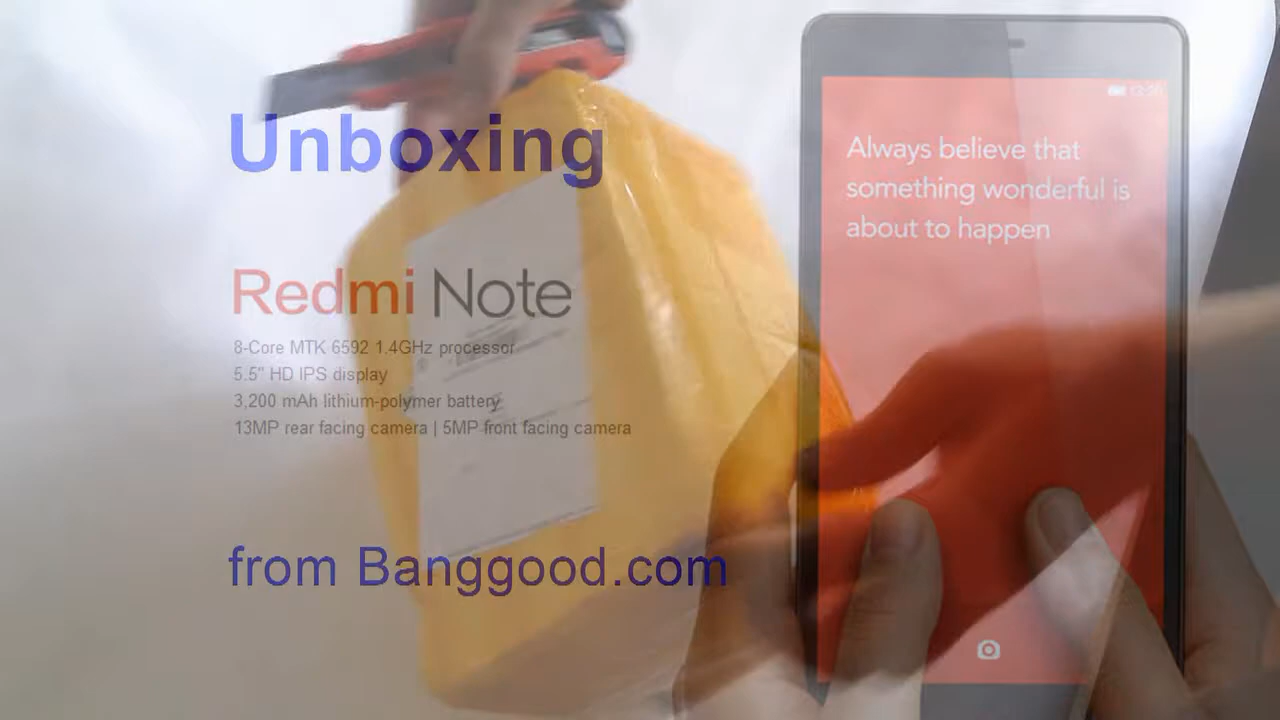 Unboxing
Redmi Note
8-Core MTK 6592 1.4GHz processor
5.5" HD IPS display
3,200 mAh lithium-polymer battery
13MP rear facing camera | 5MP front facing camera
from Banggood.com
Always believe that
something wonderful is
about to happen